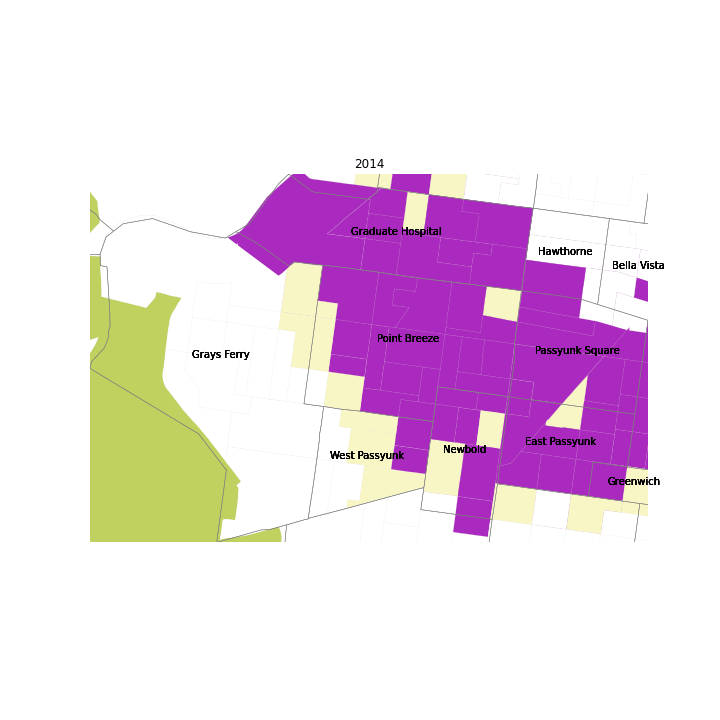 2014
Graduate Hospital
Hawthorne
Bella Vista
Point Breeze
Passyunk Square
Grays Ferry
East Passyunk
Newbold
West Passyunk
Greenwich